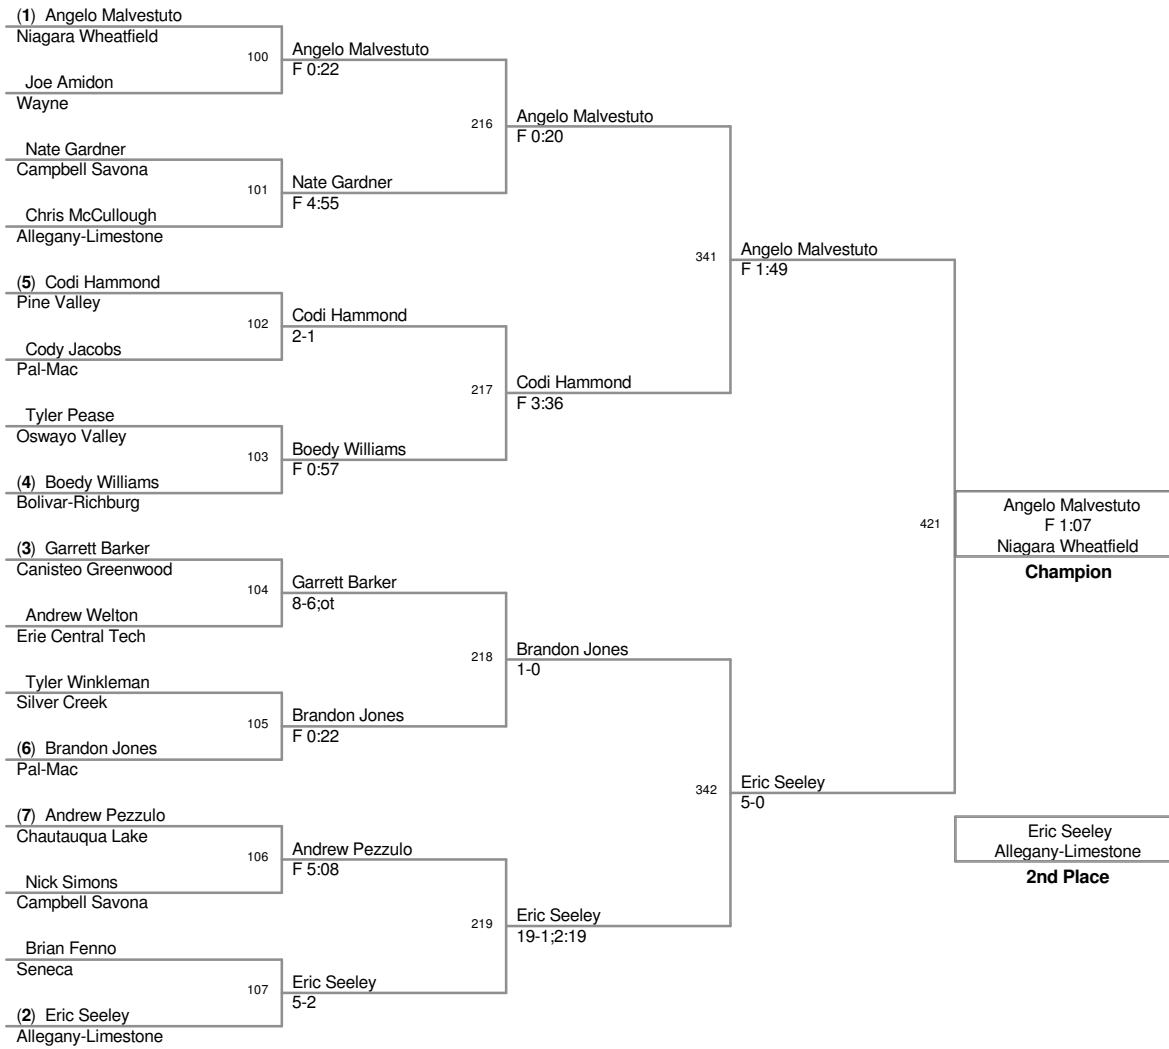 (1) Angelo Malvestuto
Niagara Wheatfield
100
Joe Amidon
Wayne
Nate Gardner
Campbell Savona
101
Chris McCullough
Allegany-Limestone
(5) Codi Hammond
Pine Valley
102
Cody Jacobs
Pal-Mac
Tyler Pease
Oswayo Valley
103
(4) Boedy Williams
Bolivar-Richburg
(3) Garrett Barker
Canisteo Greenwood
104
Andrew Welton
Erie Central Tech
Tyler Winkleman
Silver Creek
105
(6) Brandon Jones
Pal-Mac
(7) Andrew Pezzulo
Chautauqua Lake
106
Nick Simons
Campbell Savona
Brian Fenno
Seneca
107
(2) Eric Seeley
Allegany-Limestone
Angelo Malvestuto
F 0:22
216
Nate Gardner
F 4:55
Codi Hammond
2-1
217
Boedy Williams
F 0:57
Garrett Barker
8-6;ot
218
Brandon Jones
F 0:22
Andrew Pezzulo
F 5:08
219
Eric Seeley
5-2
Angelo Malvestuto
F 0:20
341
Codi Hammond
F 3:36
Brandon Jones
1-0
342
Eric Seeley
19-1;2:19
Angelo Malvestuto
F 1:49
421
Eric Seeley
5-0
Angelo Malvestuto
F 1:07
Niagara Wheatfield
Champion
Eric Seeley
Allegany-Limestone
2nd Place